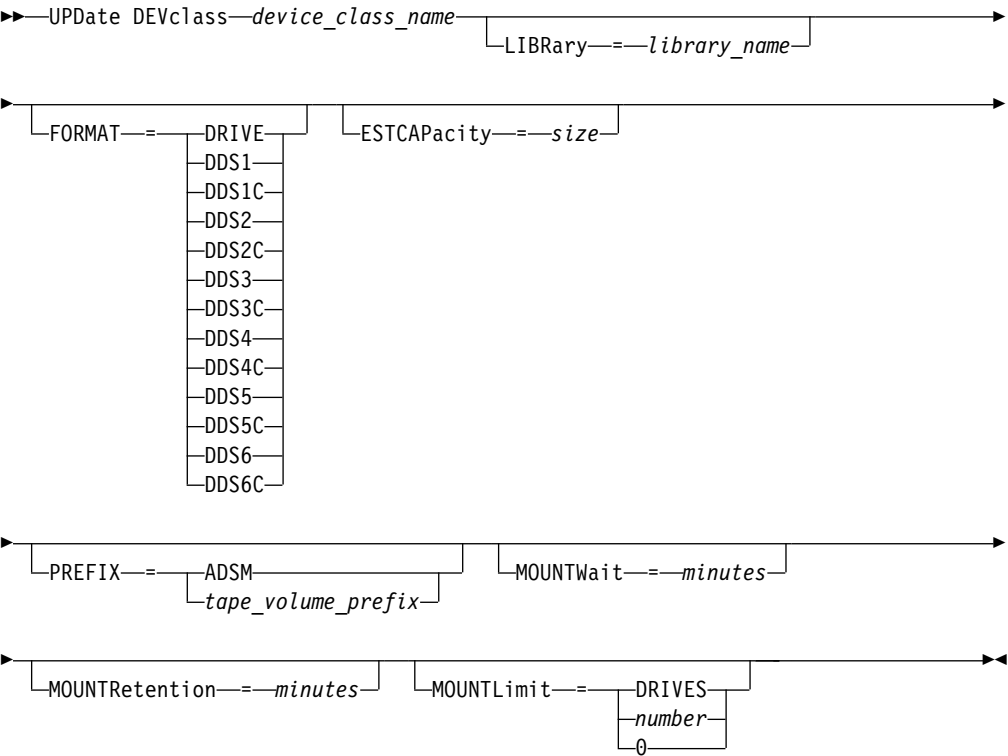 UPDate DEVclass device_class_name
LIBRary = library_name
FORMAT = DRIVE
DDS1
DDS1C
DDS2
DDS2C
DDS3
DDS3C
DDS4
DDS4C
DDS5
DDS5C
DDS6
DDS6C
ESTCAPacity = size
PREFIX = ADSM
tape_volume_prefix
MOUNTWait = minutes
MOUNTRetention = minutes
MOUNTLimit = DRIVES
number
0